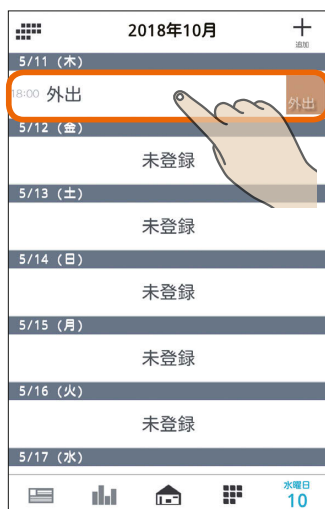 2018年10月
追加
5/11 (木)
18:00 外出 外出
5/12 (金)
未登録
5/13 (土)
未登録
5/14 (日)
未登録
5/15 (月)
未登録
5/16 (火)
未登録
5/17 (水)
水曜日
10